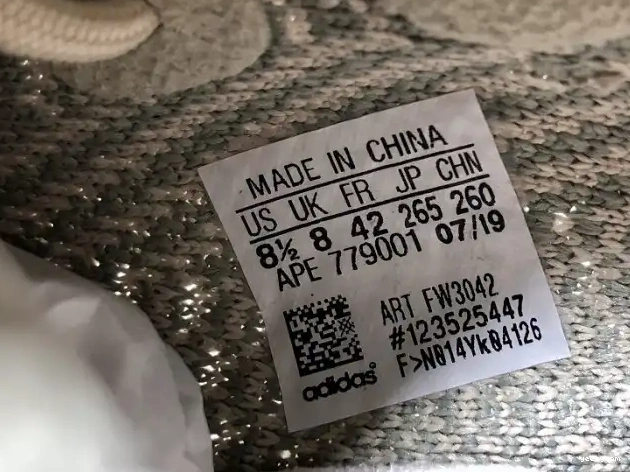 MADE IN CHINA
US UK FR JP CHN
8½ 8 42 265 260
APE 779001 07/19
ART FW3042
#123525447
F>N014Yk04126
adidas